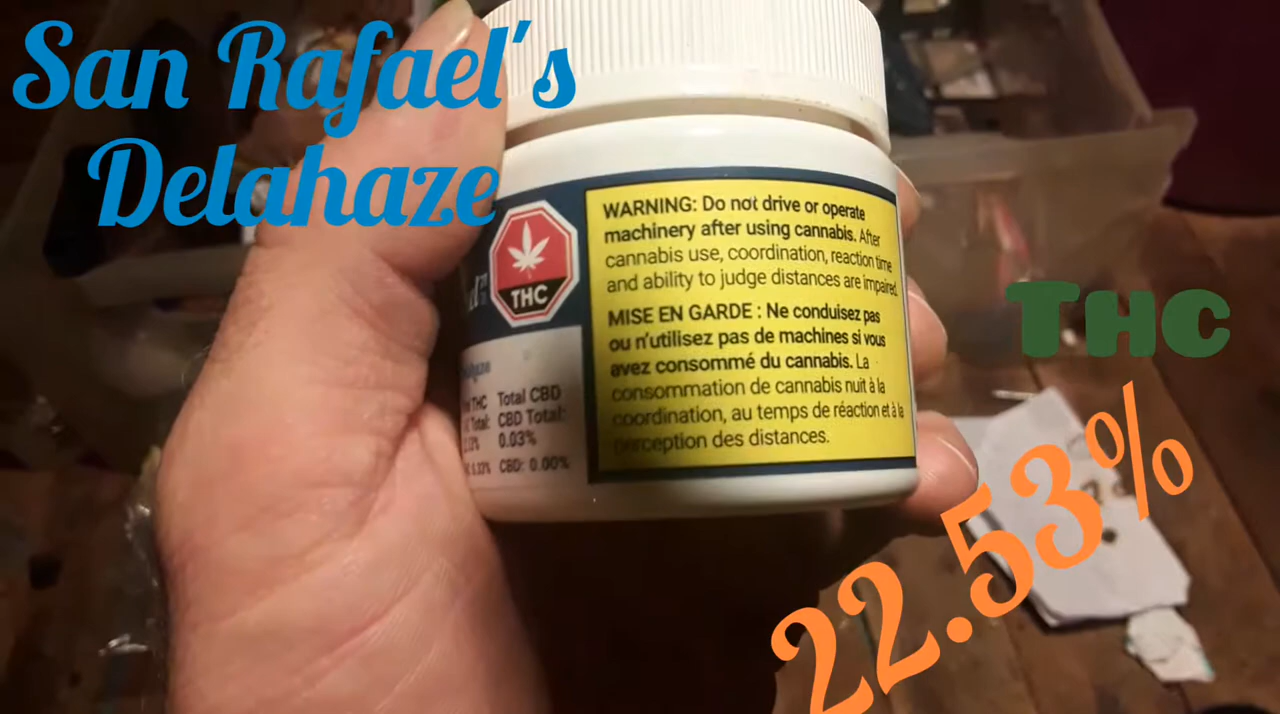 San Rafael's
Delahaze
THC
22.53%
THC
WARNING: Do not drive or operate
machinery after using cannabis. After
cannabis use, coordination, reaction time
and ability to judge distances are impaired.
MISE EN GARDE : Ne conduisez pas
ou n'utilisez pas de machines si vous
avez consommé du cannabis. La
consommation de cannabis nuit à la
coordination, au temps de réaction et à la
perception des distances.
THC Total CBD
Total: CBD Total:
0.03%
CBD: 0.00%